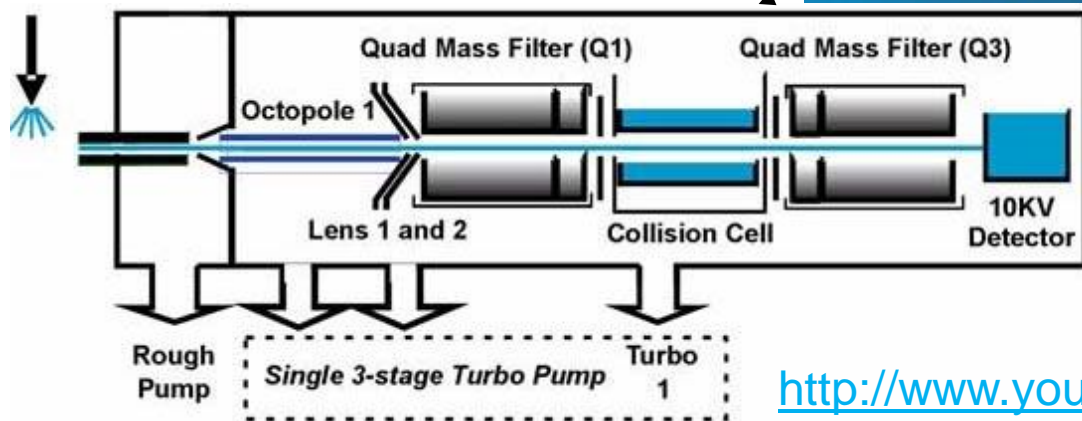 Quad Mass Filter (Q1)
Quad Mass Filter (Q3)
Octopole 1
Lens 1 and 2
Collision Cell
10KV
Detector
Rough
Pump
Single 3-stage Turbo Pump
Turbo
1
http://www.you